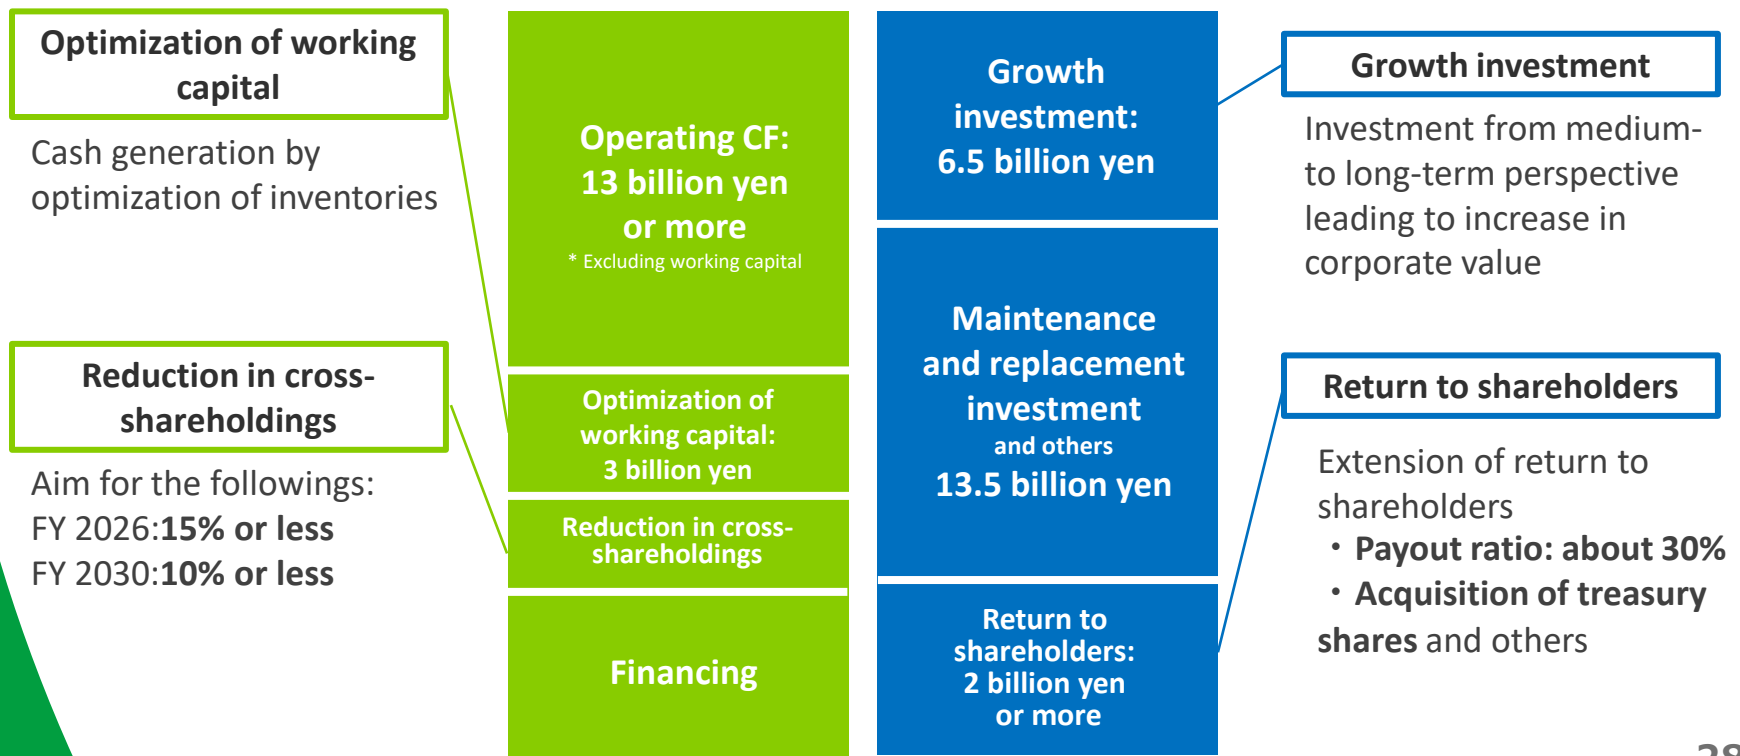 Optimization of working
capital
Cash generation by
optimization of inventories
Reduction in cross-
shareholdings
Aim for the followings:
FY 2026:15% or less
FY 2030:10% or less
Operating CF:
13 billion yen
or more
* Excluding working capital
Optimization of
working capital:
3 billion yen
Reduction in cross-
shareholdings
Financing
Growth
investment:
6.5 billion yen
Maintenance
and replacement
investment
and others
13.5 billion yen
Return to
shareholders:
2 billion yen
or more
Growth investment
Investment from medium-
to long-term perspective
leading to increase in
corporate value
Return to shareholders
Extension of return to
shareholders
・Payout ratio: about 30%
・Acquisition of treasury
shares and others